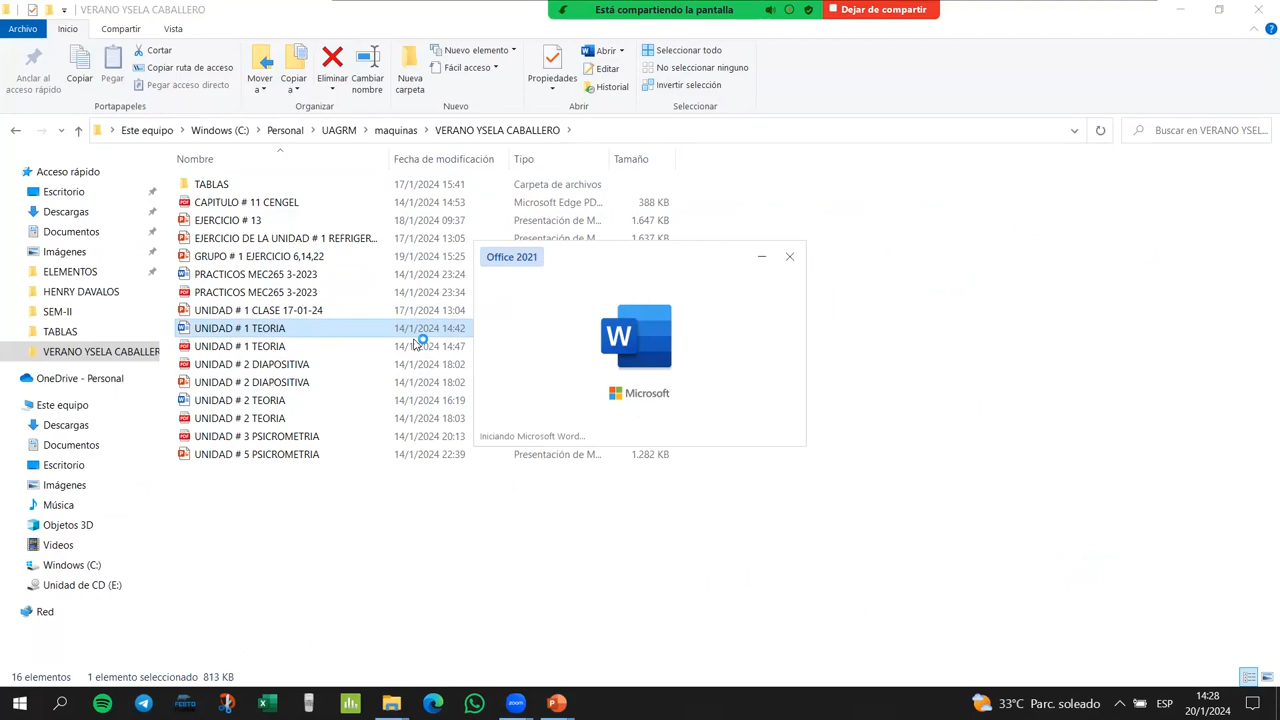 VERANO YSELA CABALLERO
Está compartiendo la pantalla
Dejar de compartir
Archivo
Inicio
Compartir
Vista
Anclar al acceso rápido
Copiar
Pegar
Cortar
Copiar ruta de acceso
Pegar acceso directo
Portapapeles
Mover a
Copiar a
Eliminar
Cambiar nombre
Organizar
Nueva carpeta
Nuevo elemento
Fácil acceso
Nuevo
Propiedades
Abrir
Editar
Historial
Abrir
Seleccionar todo
No seleccionar ninguno
Invertir selección
Seleccionar
Este equipo
Windows (C:)
Personal
UAGRM
maquinas
VERANO YSELA CABALLERO
Buscar en VERANO YSEL...
Acceso rápido
Escritorio
Descargas
Documentos
Imágenes
ELEMENTOS
HENRY DAVALOS
SEM-II
TABLAS
VERANO YSELA CABALLER
OneDrive - Personal
Este equipo
Descargas
Documentos
Escritorio
Imágenes
Música
Objetos 3D
Videos
Windows (C:)
Unidad de CD (E:)
Red
Nombre Fecha de modificación Tipo Tamaño
TABLAS 17/1/2024 15:41 Carpeta de archivos
CAPITULO # 11 CENGEL 14/1/2024 14:53 Microsoft Edge PD... 388 KB
EJERCICIO # 13 18/1/2024 09:37 Presentación de M... 1.647 KB
EJERCICIO DE LA UNIDAD # 1 REFRIGER... 17/1/2024 13:05 Presentación de M... 1.637 KB
GRUPO # 1 EJERCICIO 6,14,22 19/1/2024 15:25
PRACTICOS MEC265 3-2023 14/1/2024 23:24
PRACTICOS MEC265 3-2023 14/1/2024 23:34
UNIDAD # 1 CLASE 17-01-24 17/1/2024 13:04
UNIDAD # 1 TEORIA 14/1/2024 14:42
UNIDAD # 1 TEORIA 14/1/2024 14:47
UNIDAD # 2 DIAPOSITIVA 14/1/2024 18:02
UNIDAD # 2 DIAPOSITIVA 14/1/2024 18:02
UNIDAD # 2 TEORIA 14/1/2024 16:19
UNIDAD # 2 TEORIA 14/1/2024 18:03
UNIDAD # 3 PSICROMETRIA 14/1/2024 20:13
UNIDAD # 5 PSICROMETRIA 14/1/2024 22:39 Presentación de M... 1.282 KB
Office 2021
W
Microsoft
Iniciando Microsoft Word...
16 elementos 1 elemento seleccionado 813 KB
FESTO
zoom
33°C Parc. soleado
ESP
14:28
20/1/2024